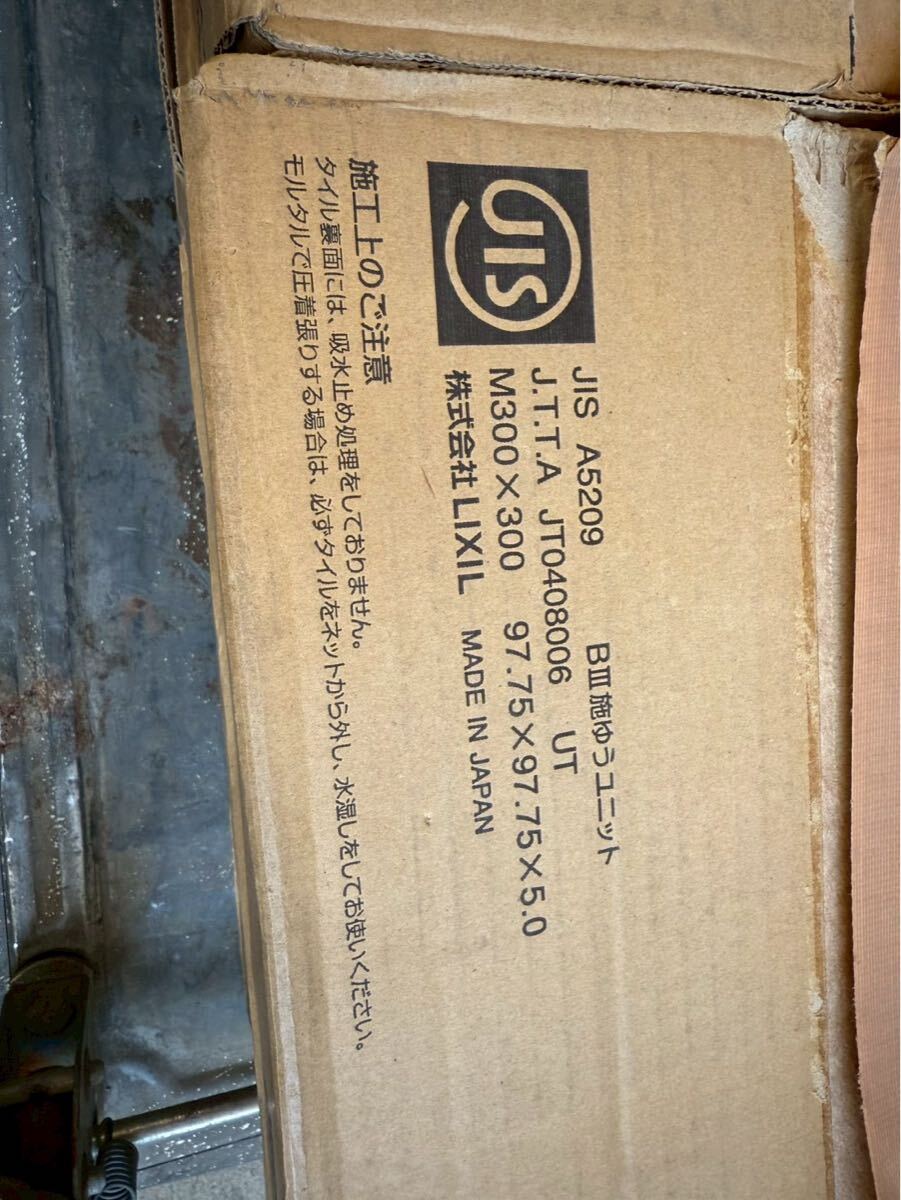 JIS
JIS A5209 BⅢ施ゆうユニット
J.T.T.A JT0408006 UT
M300×300 97.75×97.75×5.0
株式会社LIXIL MADE IN JAPAN
施工上のご注意
タイル裏面には、吸水止め処理をしておりません。
モルタルで圧着張りする場合は、必ずタイルをネットから外し、水湿しをしてお使いください。